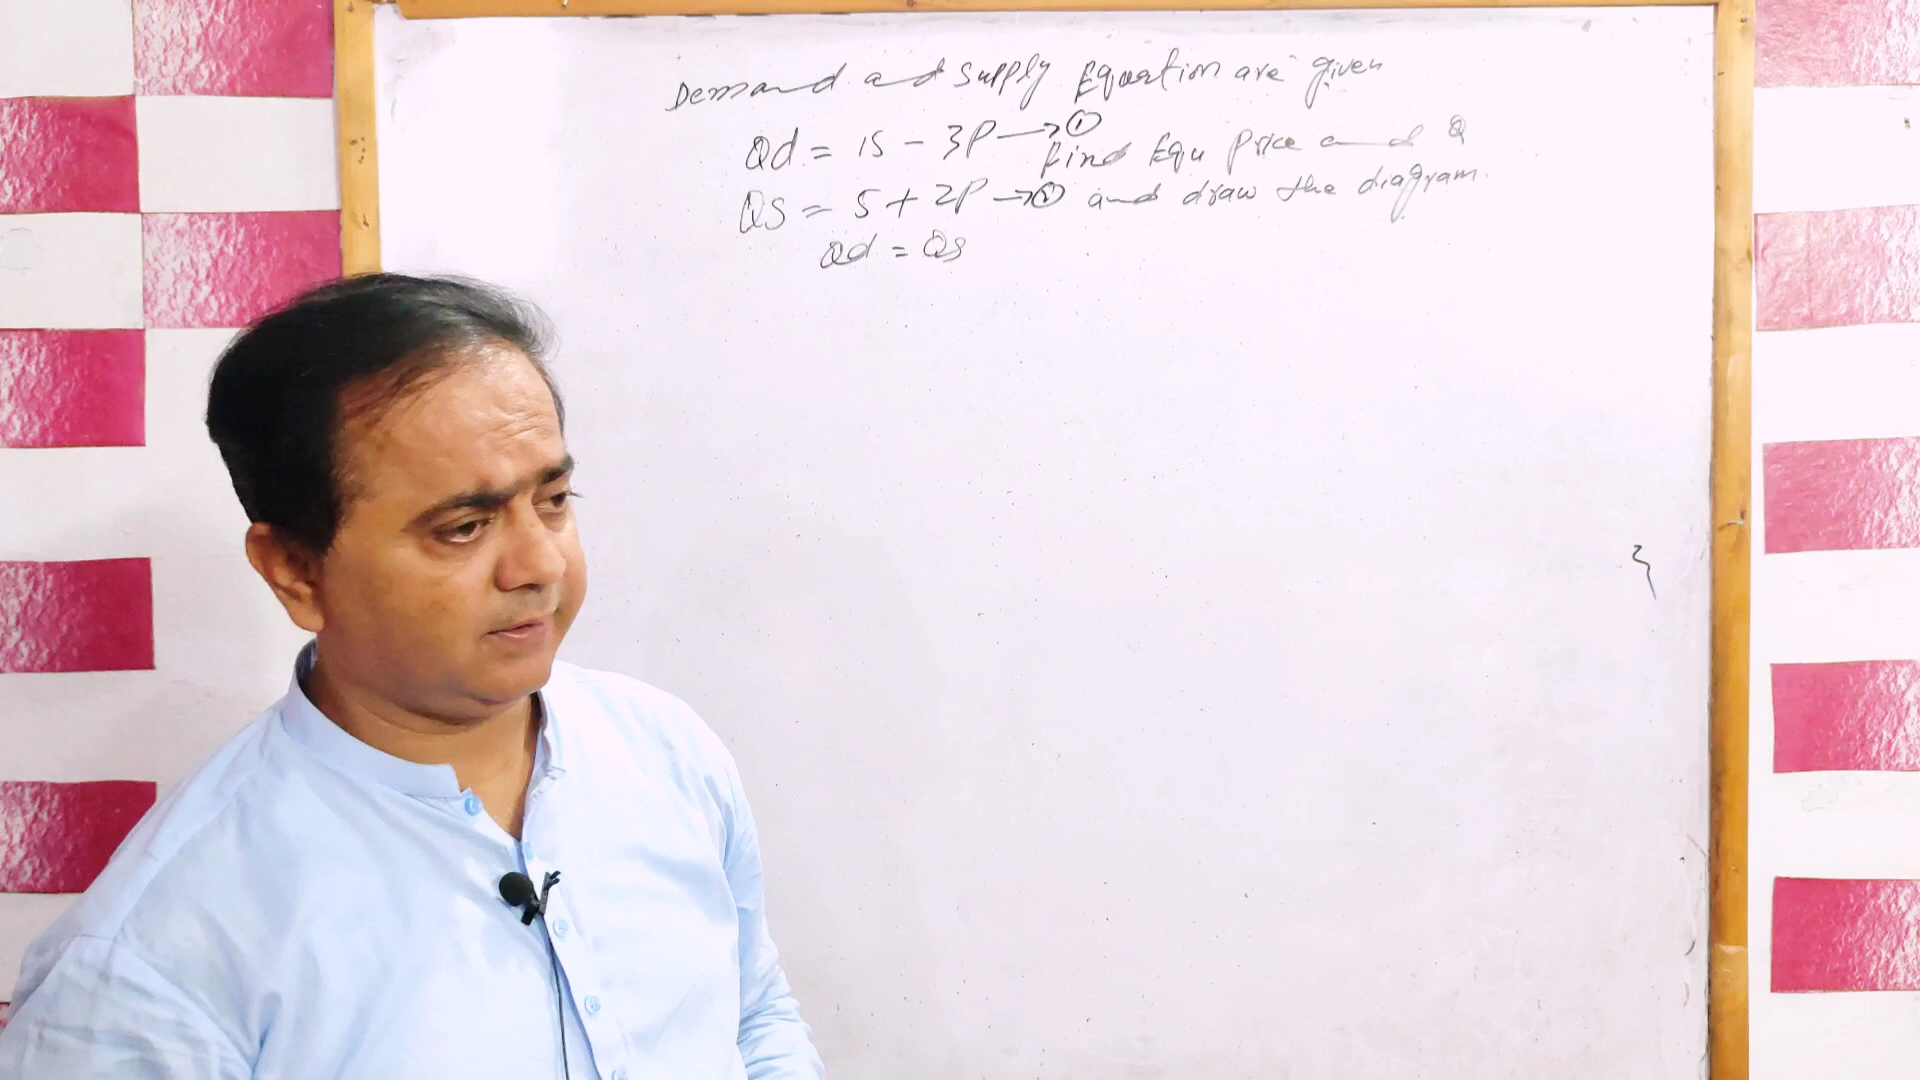 Demand and supply Equation are given
Qd = 15 - 3P → ①
find Equ price and Q
QS = 5 + 2P → ① and draw the diagram.
Qd = QS